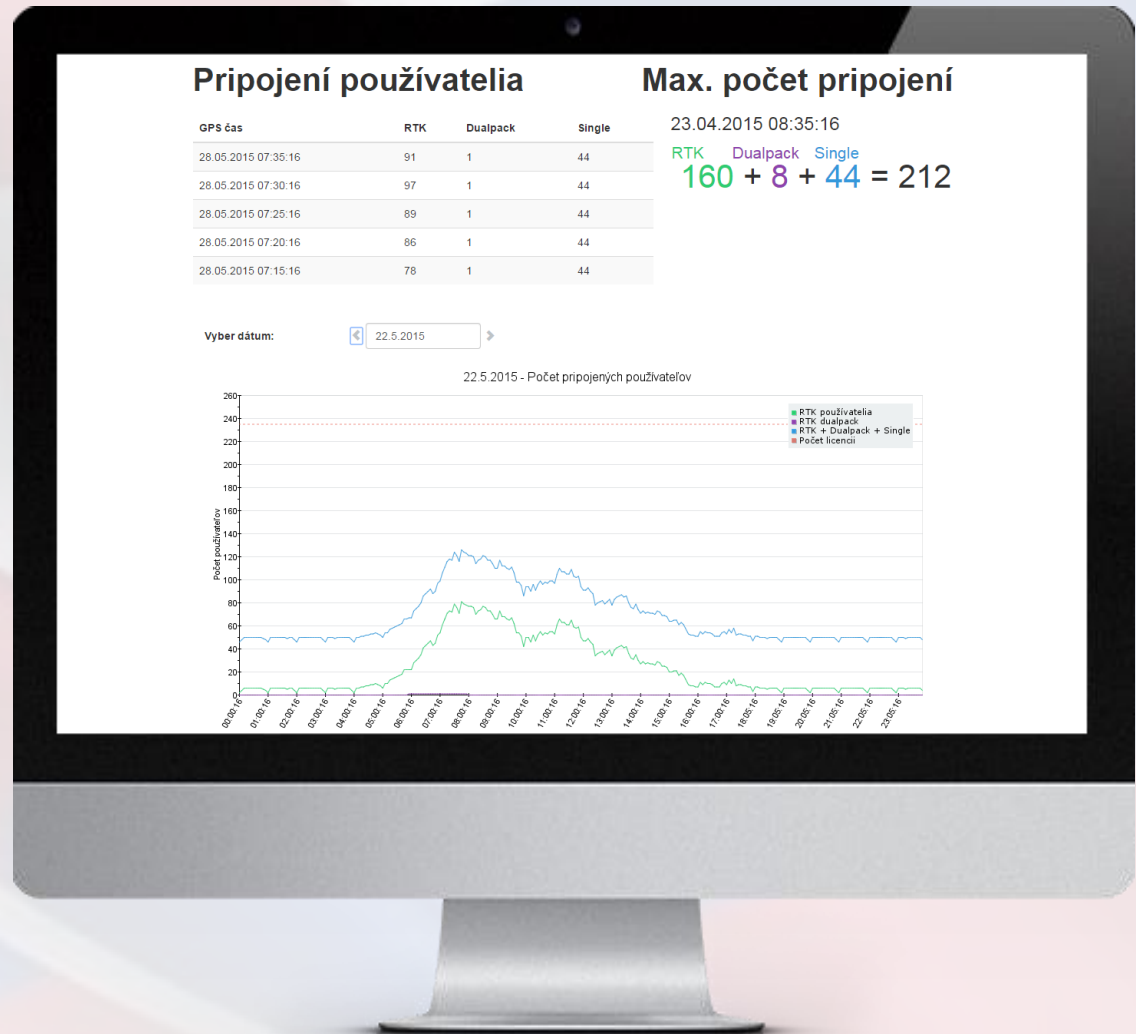 Pripojení používatelia
GPS čas RTK Dualpack Single
28.05.2015 07:35:16 91 1 44
28.05.2015 07:30:16 97 1 44
28.05.2015 07:25:16 89 1 44
28.05.2015 07:20:16 86 1 44
28.05.2015 07:15:16 78 1 44
Max. počet pripojení
23.04.2015 08:35:16
RTK Dualpack Single
160 + 8 + 44 = 212
Vyber dátum: 22.5.2015
22.5.2015 - Počet pripojených používateľov
RTK používatelia
RTK dualpack
RTK + Dualpack + Single
Počet licencii
Počet používateľov
260
240
220
200
180
160
140
120
100
80
60
40
20
0
00:00:16 01:00:16 02:00:16 03:00:16 04:00:16 05:00:16 06:00:16 07:00:16 08:00:16 09:00:16 10:00:16 11:00:16 12:00:16 13:00:16 14:00:16 15:00:16 16:00:16 17:00:16 18:05:16 19:05:16 20:05:16 21:05:16 22:05:16 23:05:16